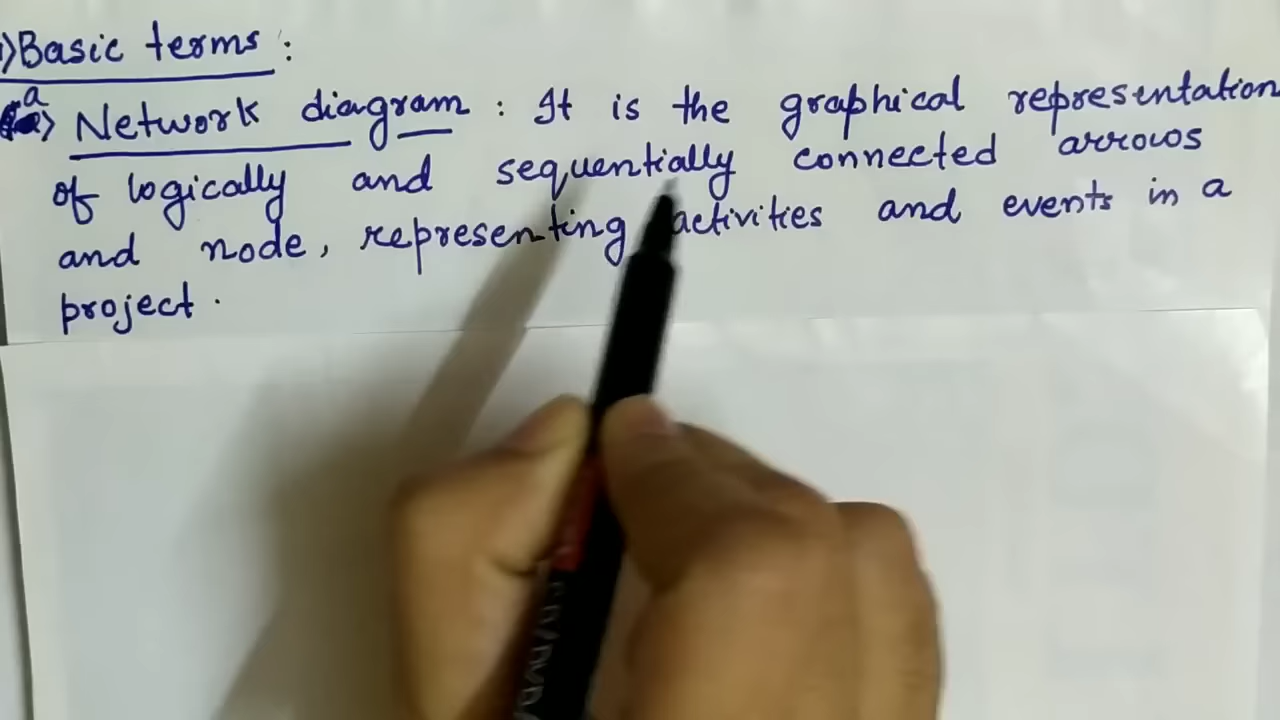 1) Basic terms :
a) Network diagram : It is the graphical representation
of logically and sequentially connected arrows
and node, representing activities and events in a
project.